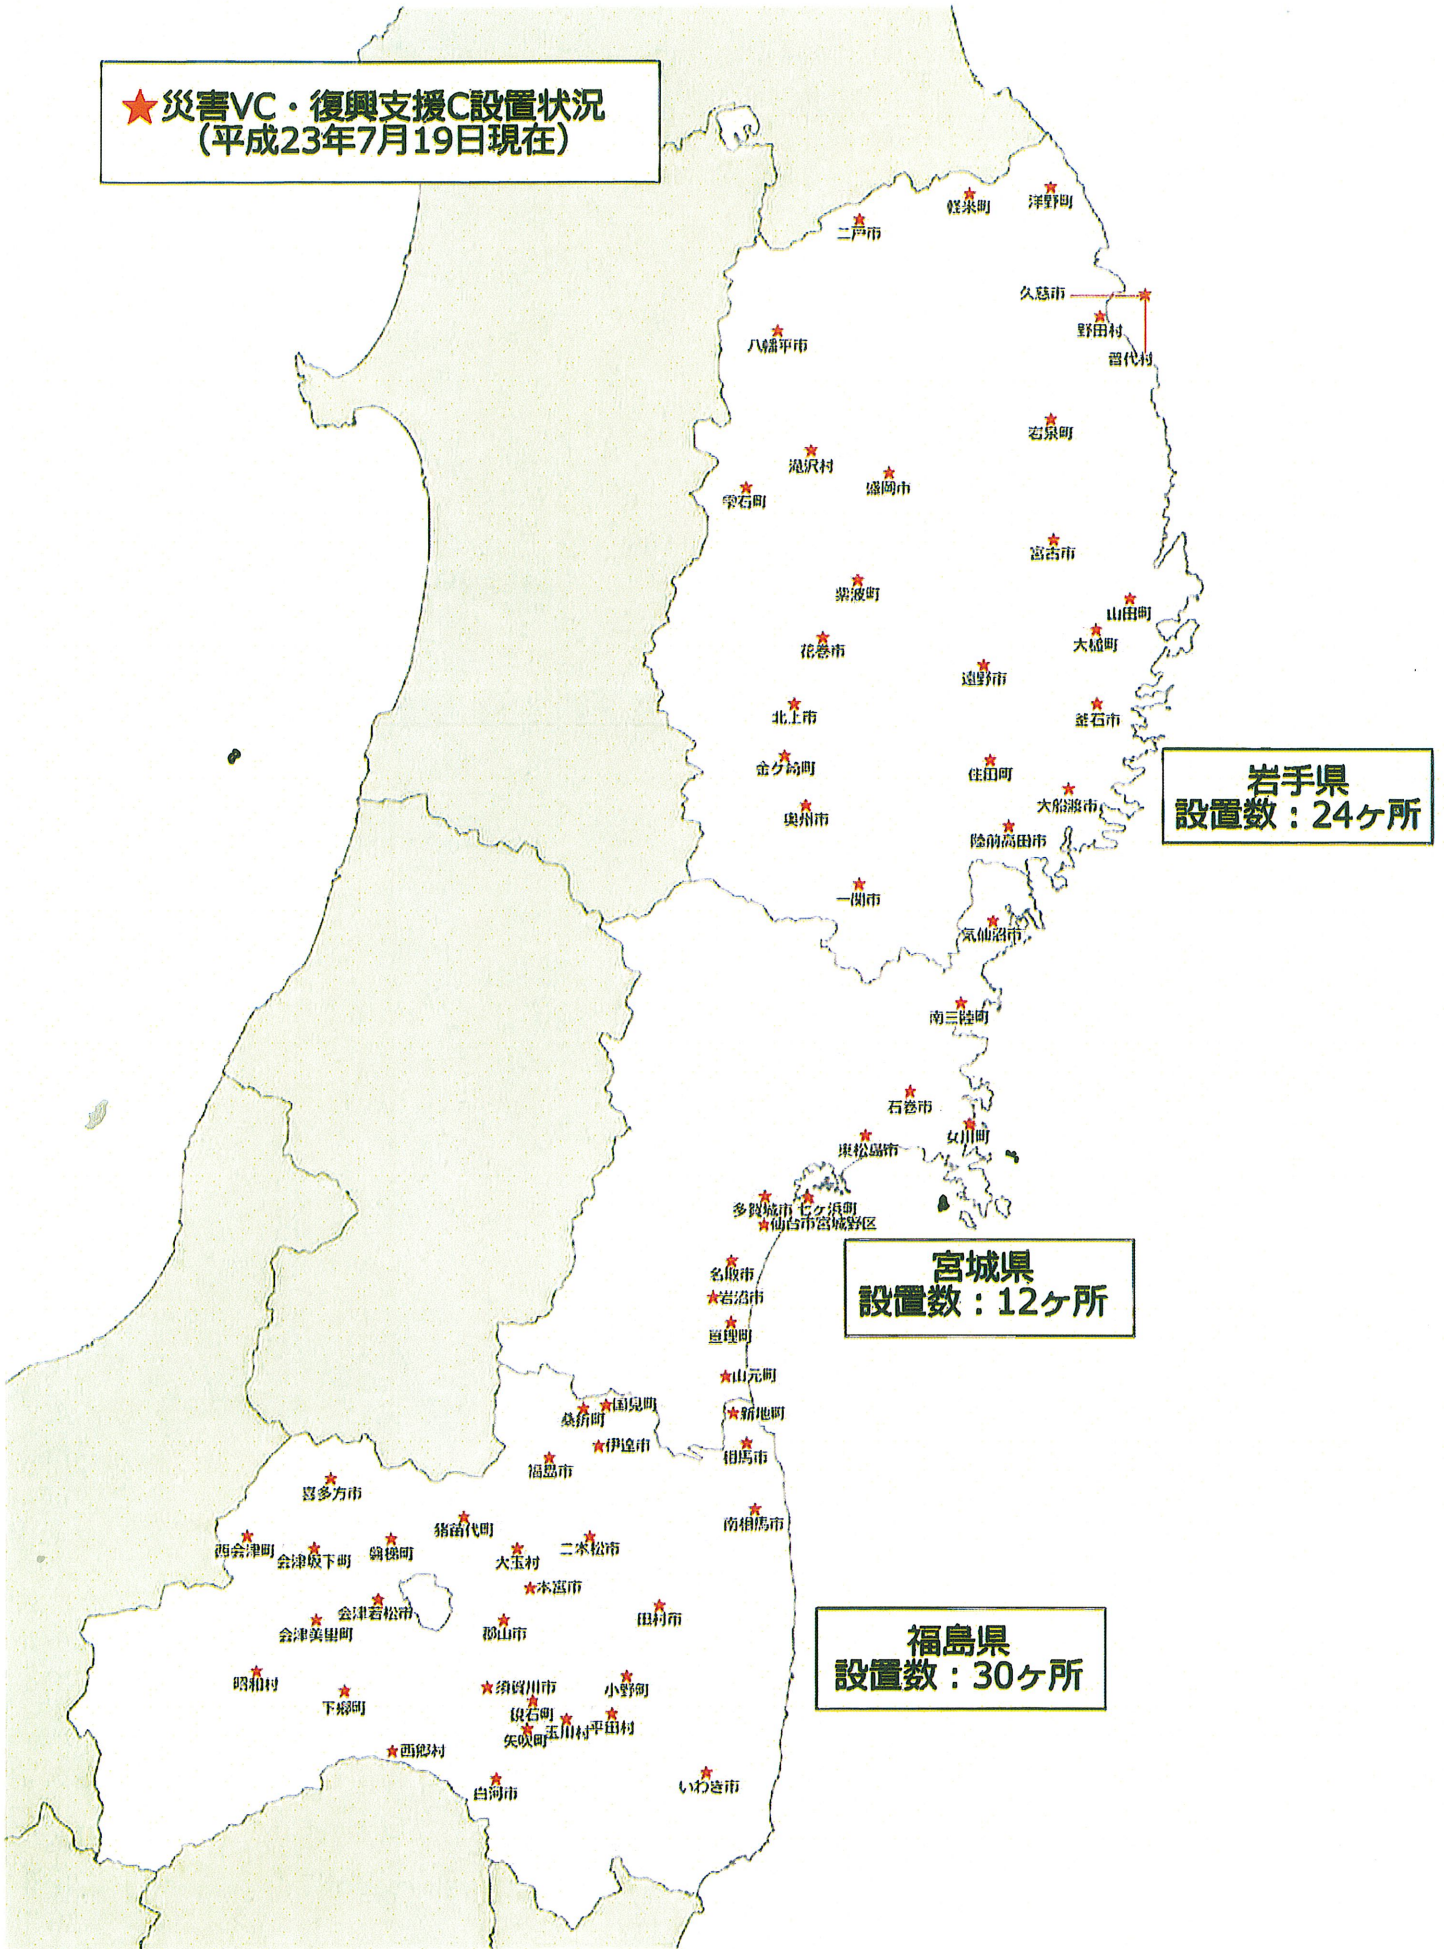 ★災害VC・復興支援C設置状況
(平成23年7月19日現在)
軽米町
洋野町
二戸市
久慈市
野田村
普代村
八幡平市
岩泉町
滝沢村
盛岡市
雫石町
宮古市
紫波町
山田町
大槌町
花巻市
遠野市
北上市
釜石市
金ケ崎町
住田町
大船渡市
奥州市
陸前高田市
一関市
気仙沼市
岩手県
設置数：24ヶ所
南三陸町
石巻市
女川町
東松島市
多賀城市
七ヶ浜町
仙台市宮城野区
名取市
岩沼市
亘理町
山元町
宮城県
設置数：12ヶ所
新地町
国見町
桑折町
伊達市
相馬市
福島市
喜多方市
南相馬市
猪苗代町
西会津町
会津坂下町
磐梯町
大玉村
二本松市
本宮市
会津若松市
田村市
会津美里町
郡山市
昭和村
下郷町
須賀川市
小野町
鏡石町
玉川村
平田村
矢吹町
西郷村
白河市
いわき市
福島県
設置数：30ヶ所